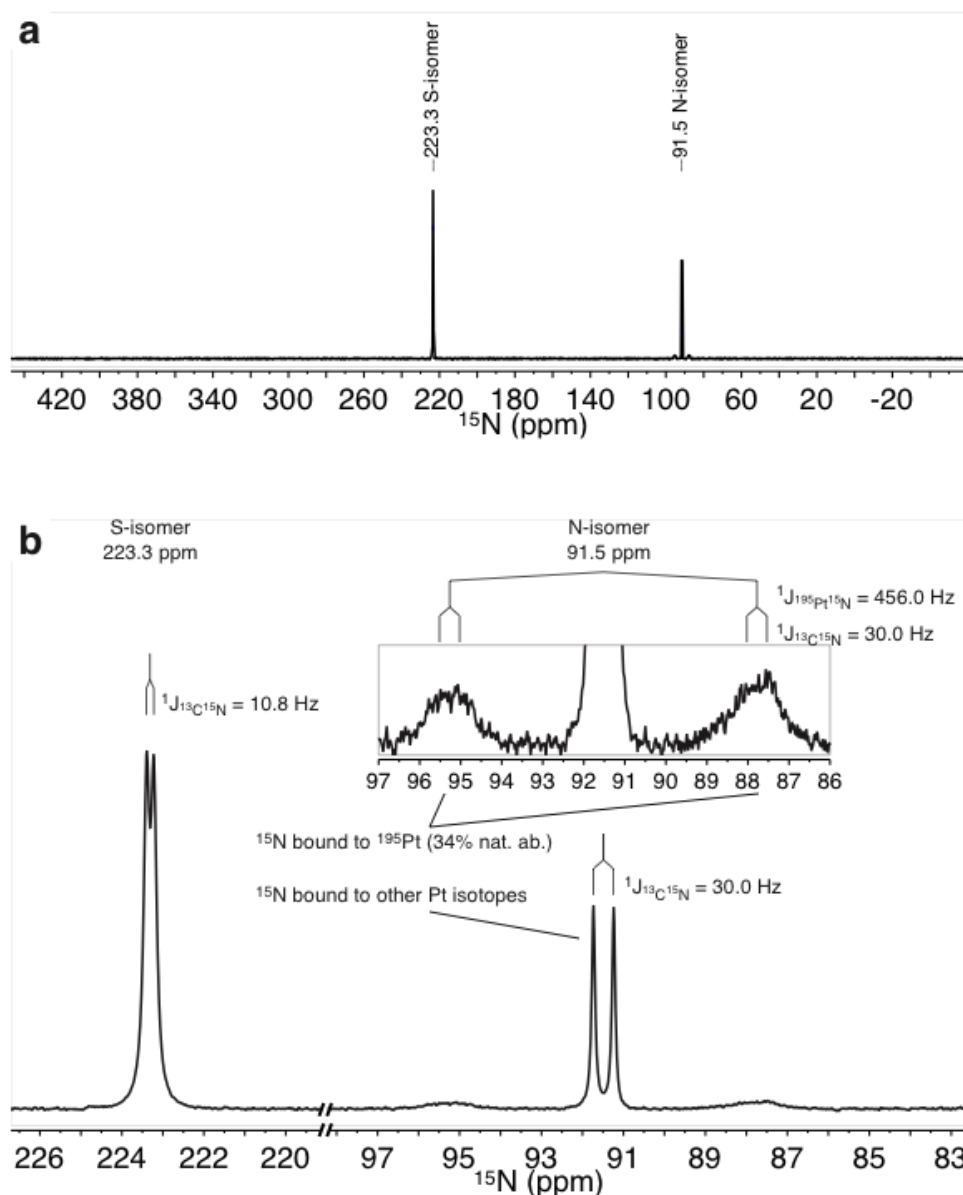 a
223.3 S-isomer
91.5 N-isomer
420 380 340 300 260 220 180 140 100 60 20 -20
¹⁵N (ppm)
b
S-isomer
223.3 ppm
N-isomer
91.5 ppm
¹J¹⁹⁵Pt¹⁵N = 456.0 Hz
¹J¹³C¹⁵N = 30.0 Hz
¹J¹³C¹⁵N = 10.8 Hz
97 96 95 94 93 92 91 90 89 88 87 86
¹⁵N bound to ¹⁹⁵Pt (34% nat. ab.)
¹⁵N bound to other Pt isotopes
¹J¹³C¹⁵N = 30.0 Hz
226 224 222 220 97 95 93 91 89 87 85 83
¹⁵N (ppm)